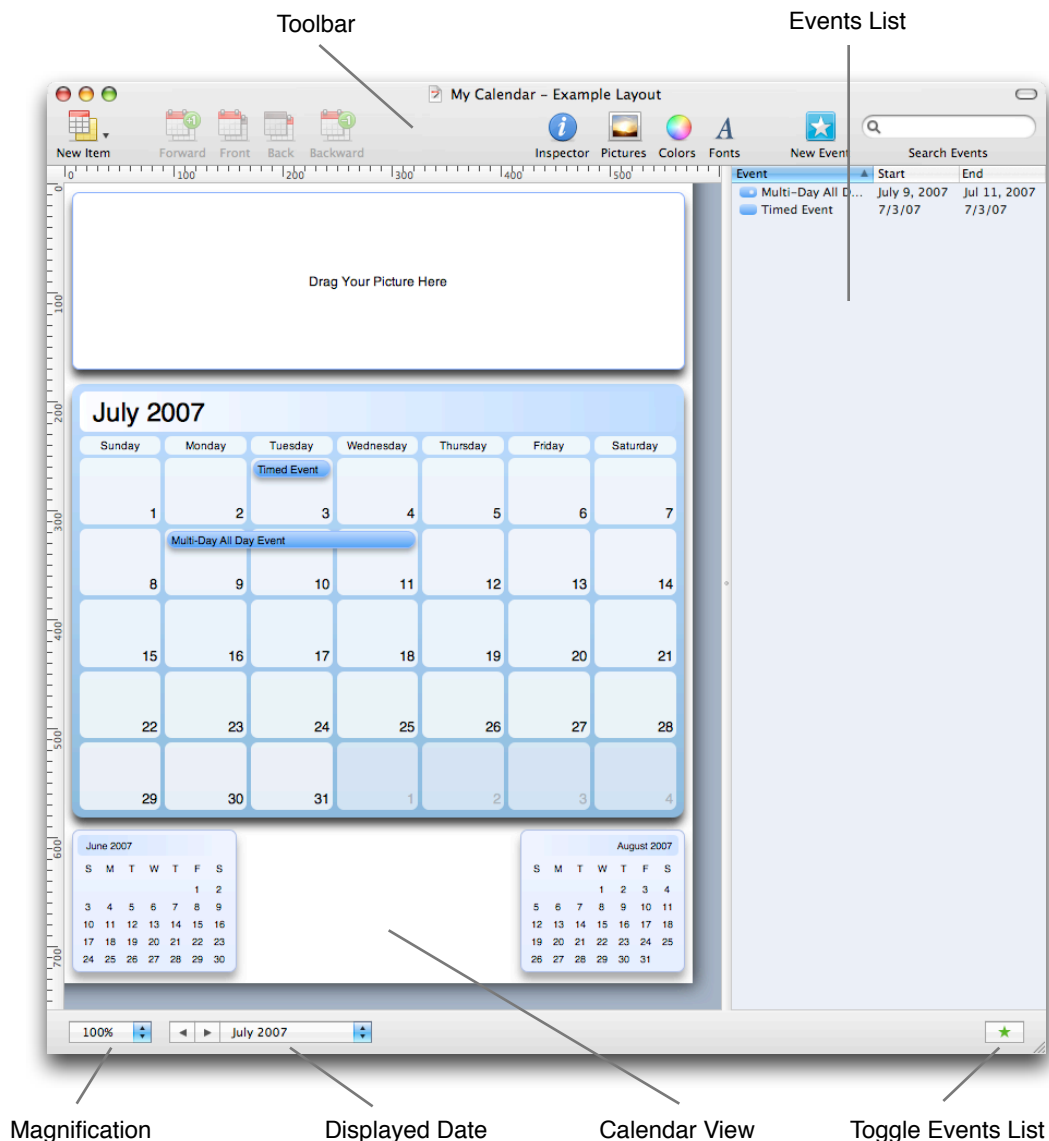 Toolbar
Events List
My Calendar – Example Layout
New Item
Forward Front Back Backward
Inspector Pictures Colors Fonts
New Event
Search Events
0 100 200 300 400 500
Event Start End
Multi-Day All D... July 9, 2007 Jul 11, 2007
Timed Event 7/3/07 7/3/07
0
100
200
300
400
500
600
700
Drag Your Picture Here
July 2007
Sunday Monday Tuesday Wednesday Thursday Friday Saturday
Timed Event
1 2 3 4 5 6 7
Multi-Day All Day Event
8 9 10 11 12 13 14
15 16 17 18 19 20 21
22 23 24 25 26 27 28
29 30 31 1 2 3 4
June 2007
S M T W T F S
1 2
3 4 5 6 7 8 9
10 11 12 13 14 15 16
17 18 19 20 21 22 23
24 25 26 27 28 29 30
August 2007
S M T W T F S
1 2 3 4
5 6 7 8 9 10 11
12 13 14 15 16 17 18
19 20 21 22 23 24 25
26 27 28 29 30 31
100%
July 2007
Magnification
Displayed Date
Calendar View
Toggle Events List